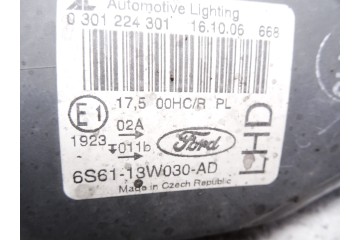 AL Automotive Lighting
0 301 224 301 16.10.06 668
E1 17,5 00HC/R PL
02A
1923 011b
Ford
LHD
6S61-13W030-AD
Made in Czech Republic